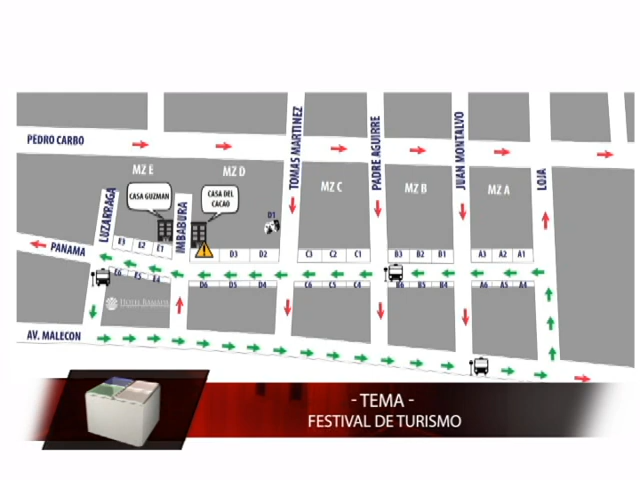 PEDRO CARBO
TOMAS MARTINEZ
PADRE AGUIRRE
JUAN MONTALVO
LOJA
MZ E
MZ D
MZ C
MZ B
MZ A
CASA GUZMAN
CASA DEL
CACAO
LUZARRAGA
IMBABURA
D1
PANAMA
E3 E2 E1
D3 D2
C3 C2 C1
B3 B2 B1
A3 A2 A1
E6 E5 E4
D6 D5 D4
C6 C5 C4
B6 B5 B4
A6 A5 A4
AV. MALECON
- TEMA -
FESTIVAL DE TURISMO